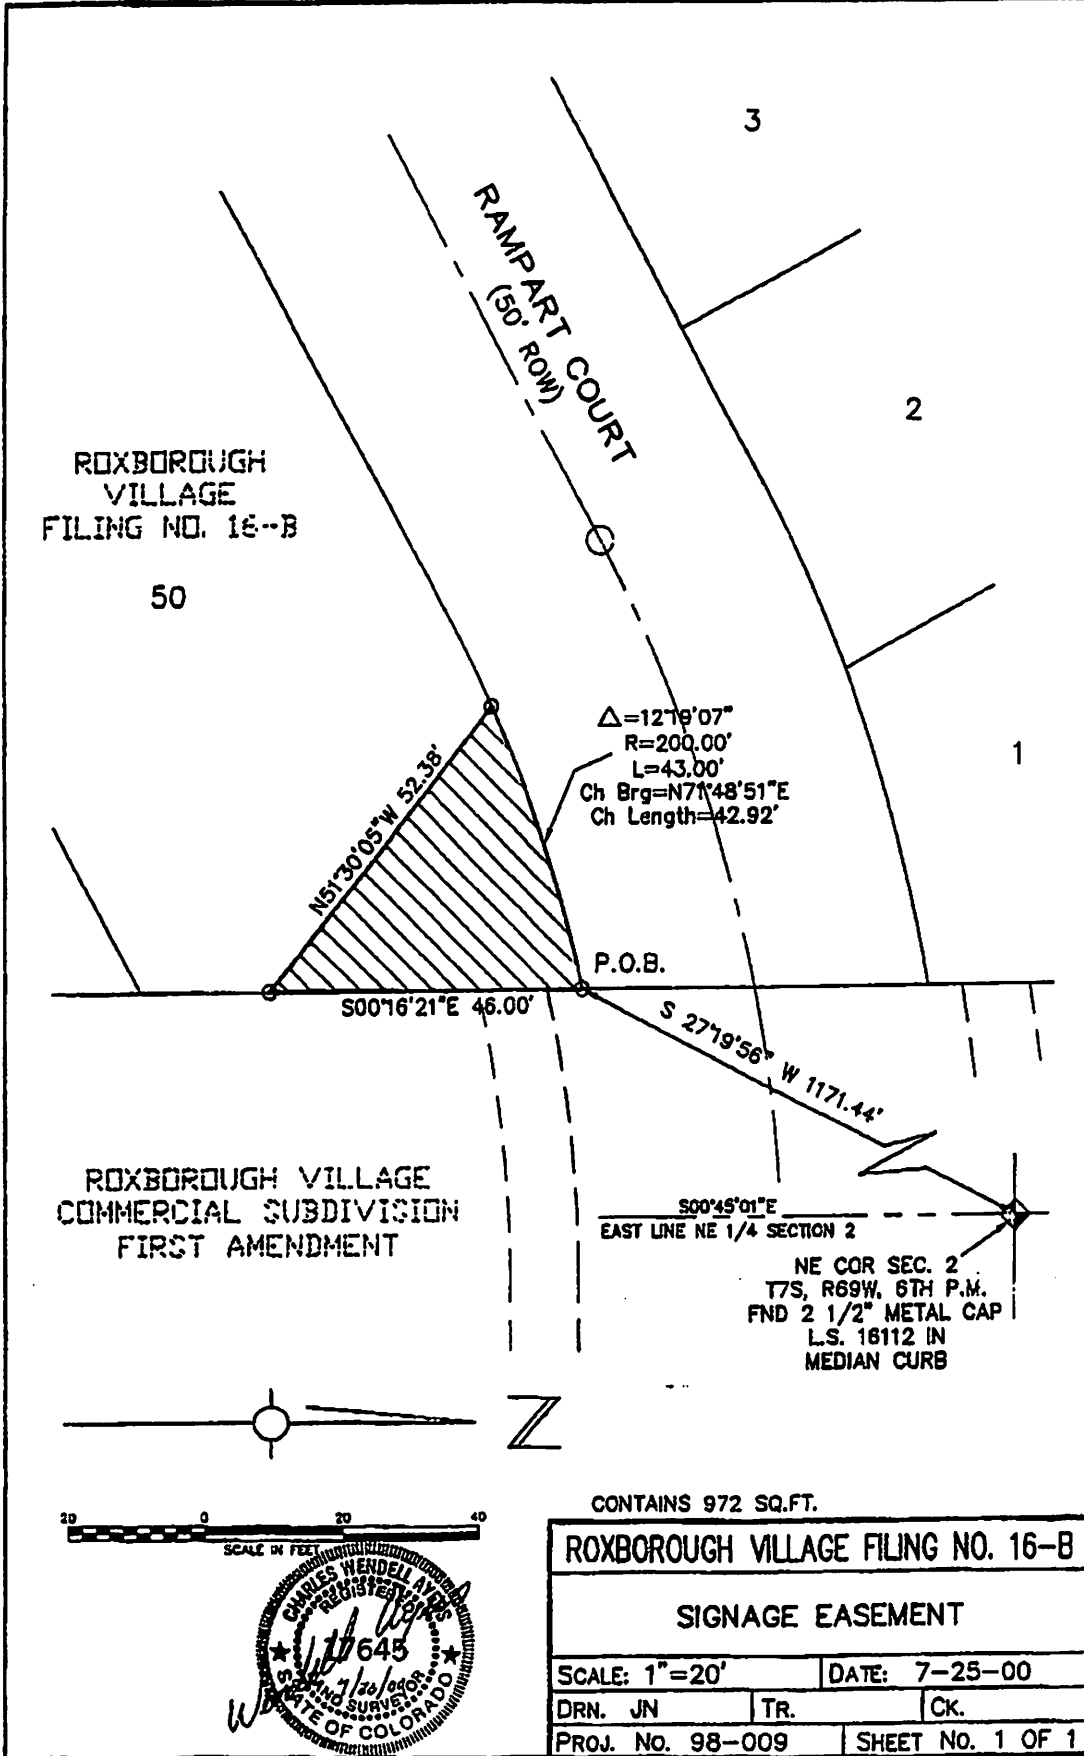 3
RAMPART COURT
(50' ROW)
2
ROXBOROUGH
VILLAGE
FILING NO. 16-B
50
△=12°19'07"
R=200.00'
L=43.00'
Ch Brg=N71°48'51"E
Ch Length=42.92'
1
N51°30'05"W 52.38'
P.O.B.
S00°16'21"E 46.00'
S 27°19'56" W 1171.44'
ROXBOROUGH VILLAGE
COMMERCIAL SUBDIVISION
FIRST AMENDMENT
S00°45'01"E
EAST LINE NE 1/4 SECTION 2
NE COR SEC. 2
T7S, R69W, 6TH P.M.
FND 2 1/2" METAL CAP
L.S. 16112 IN
MEDIAN CURB
N
20 0 20 40
SCALE IN FEET
CONTAINS 972 SQ.FT.
CHARLES WENDELL AYERS
REGISTERED
17645
LAND SURVEYOR
STATE OF COLORADO
ROXBOROUGH VILLAGE FILING NO. 16-B
SIGNAGE EASEMENT
SCALE: 1"=20' DATE: 7-25-00
DRN. JN TR. CK.
PROJ. No. 98-009 SHEET No. 1 OF 1